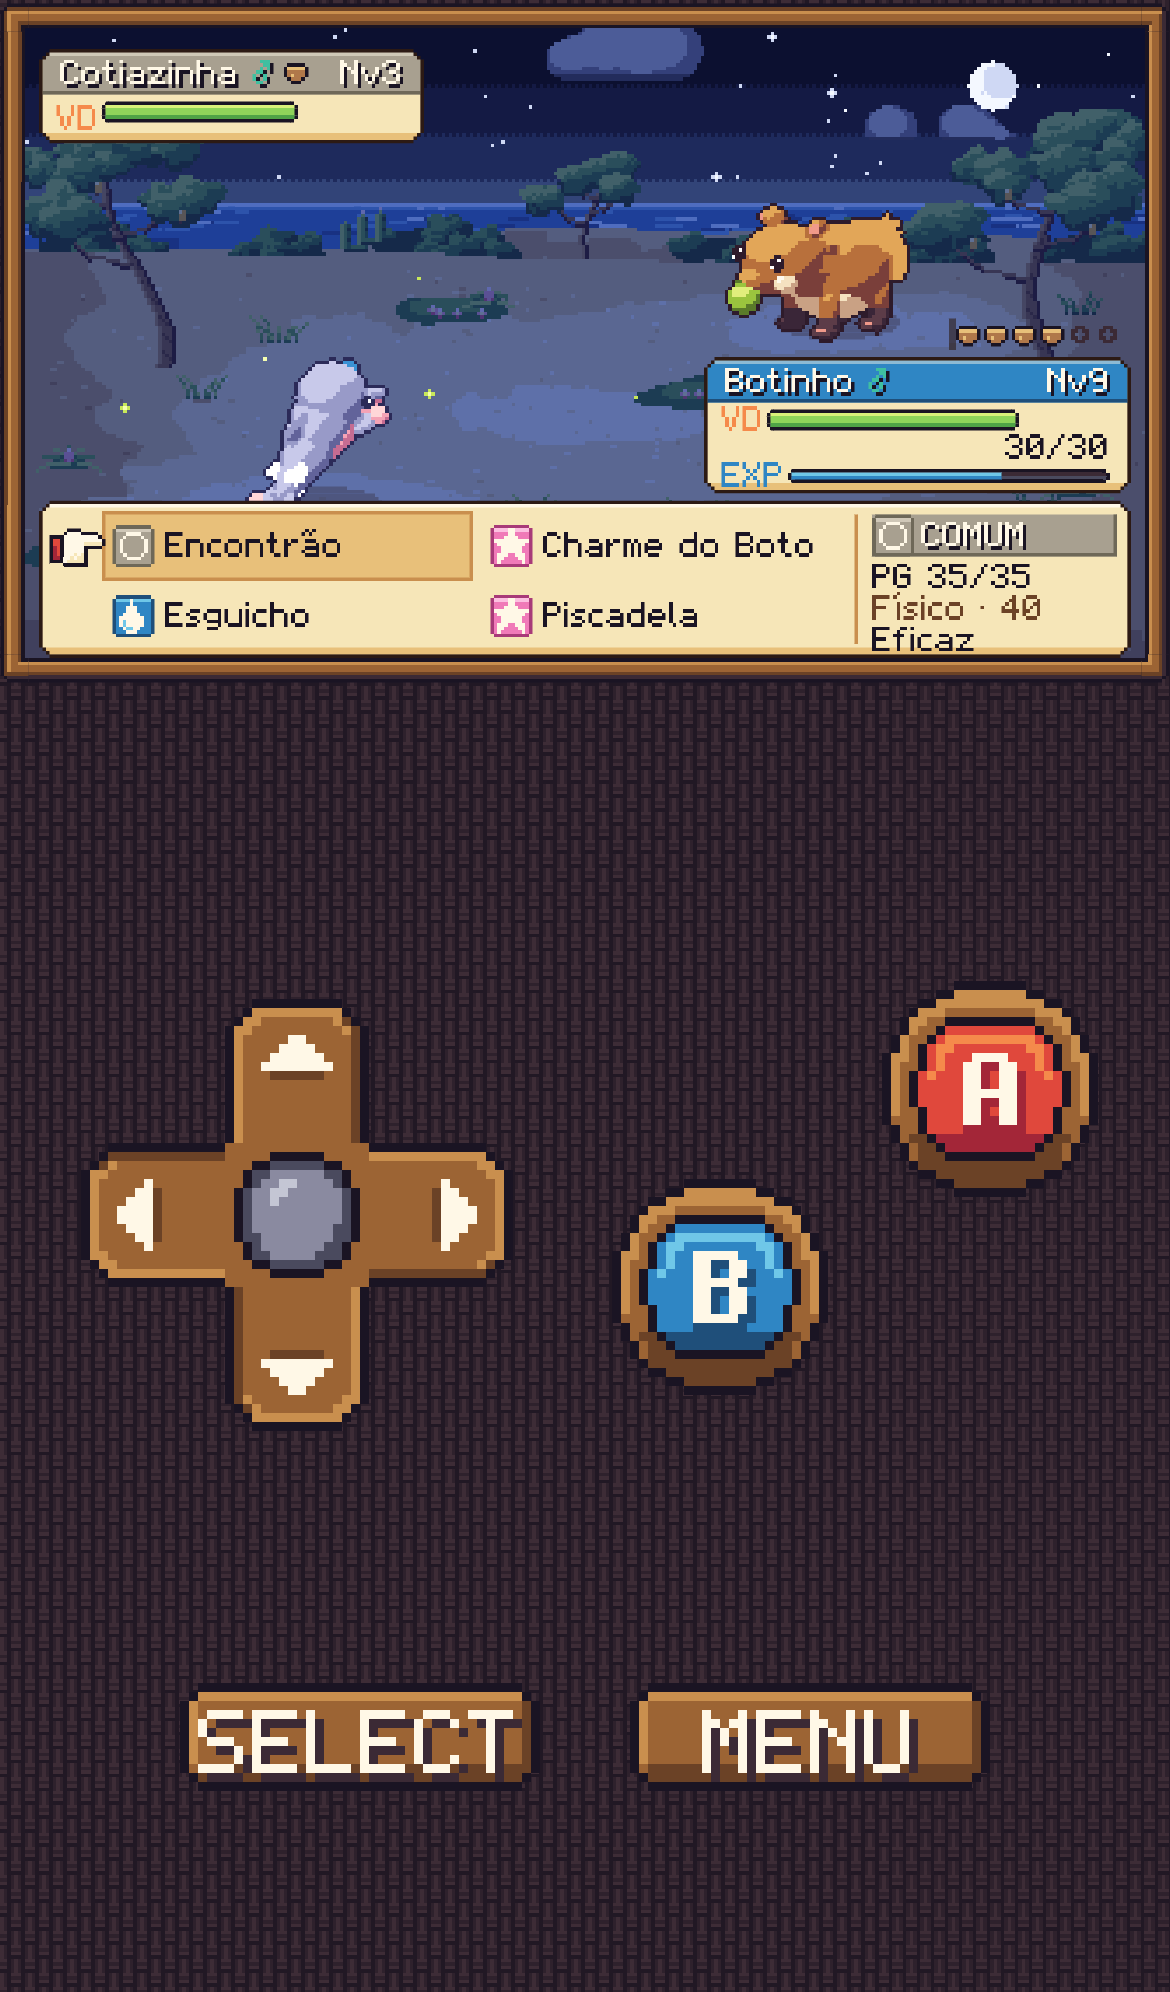 Cotiazinha Nv3
VD
Botinho Nv9
VD
30/30
EXP
Encontrão
Charme do Boto
Esguicho
Piscadela
COMUM
PG 35/35
Físico · 40
Eficaz
A
B
SELECT
MENU